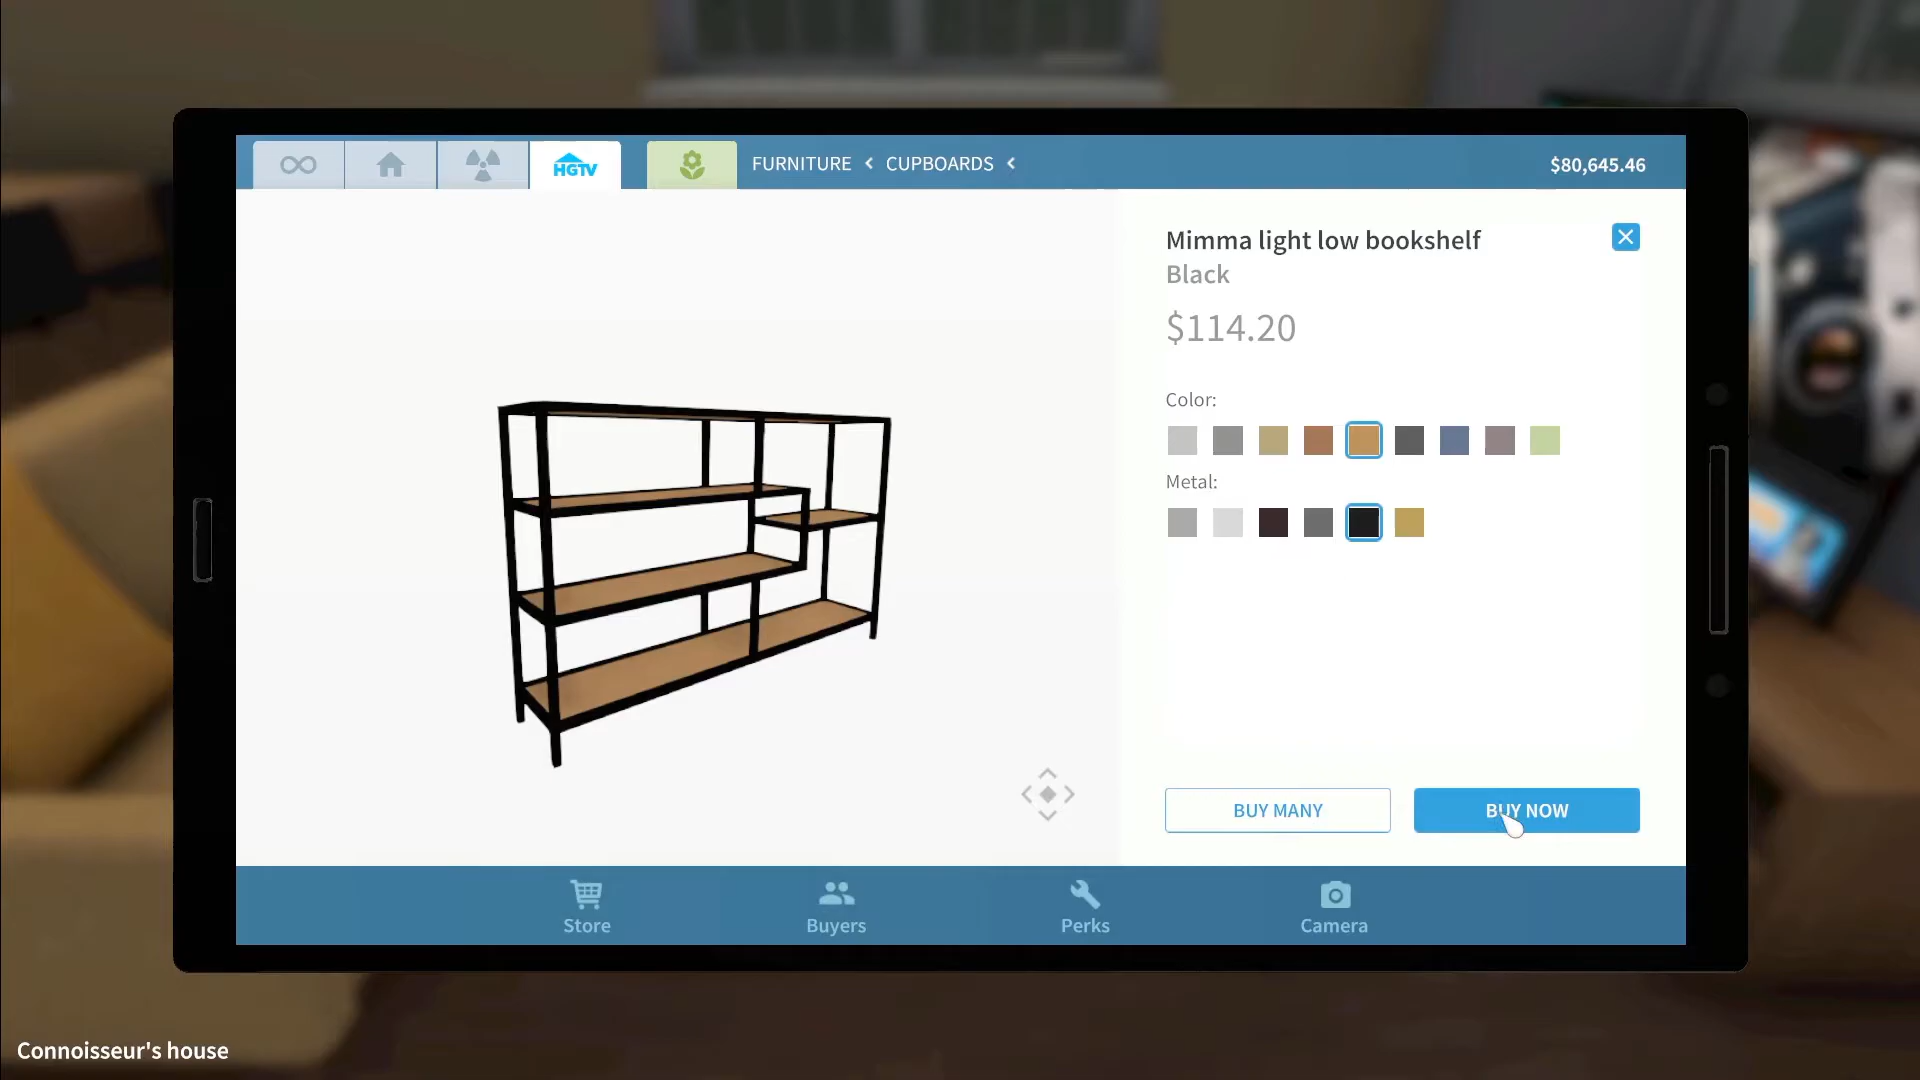 HGTV
FURNITURE < CUPBOARDS <
$80,645.46
Mimma light low bookshelf
Black
$114.20
Color:
Metal:
BUY MANY
BUY NOW
Store
Buyers
Perks
Camera
Connoisseur's house